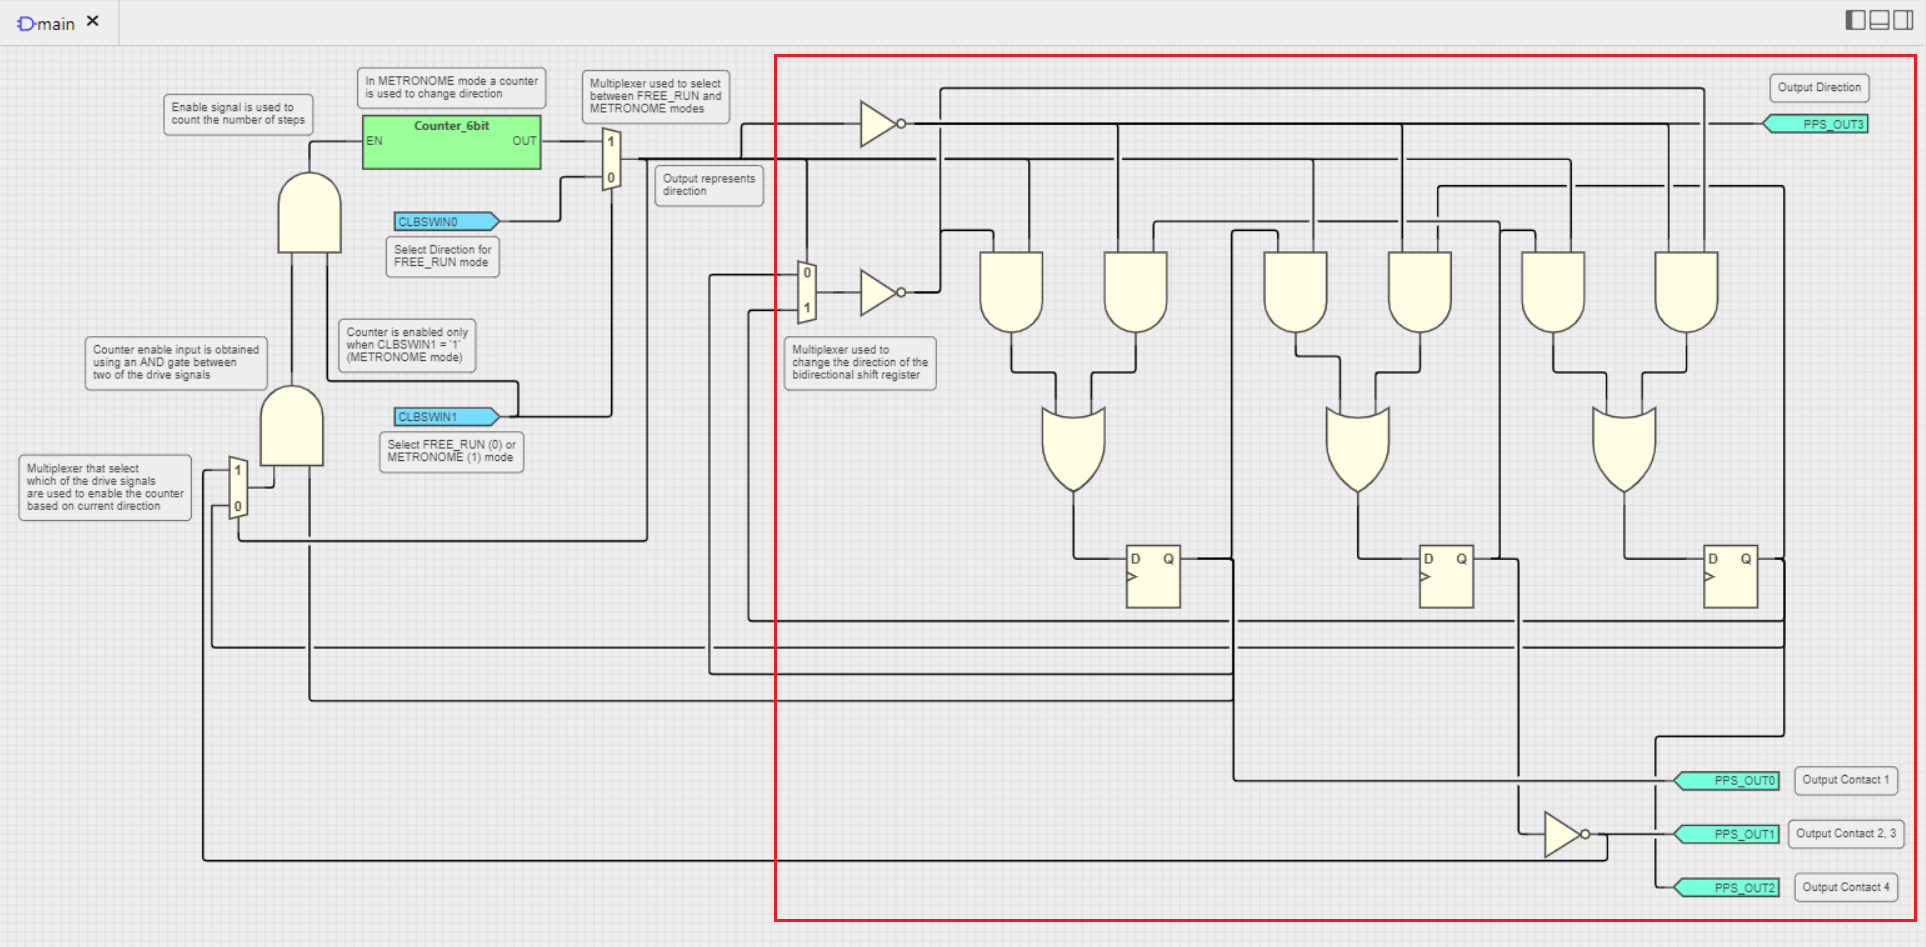 main
In METRONOME mode a counter
is used to change direction
Multiplexer used to select
between FREE_RUN and
METRONOME modes
Output Direction
Enable signal is used to
count the number of steps
Counter_6bit
EN
OUT
1
0
PPS_OUT3
Output represents
direction
CLBSWIN0
Select Direction for
FREE_RUN mode
0
1
Counter is enabled only
when CLBSWIN1 = '1'
(METRONOME mode)
Counter enable input is obtained
using an AND gate between
two of the drive signals
Multiplexer used to
change the direction of the
bidirectional shift register
CLBSWIN1
Select FREE_RUN (0) or
METRONOME (1) mode
Multiplexer that select
which of the drive signals
are used to enable the counter
based on current direction
1
0
D Q
D Q
D Q
PPS_OUT0
Output Contact 1
PPS_OUT1
Output Contact 2, 3
PPS_OUT2
Output Contact 4